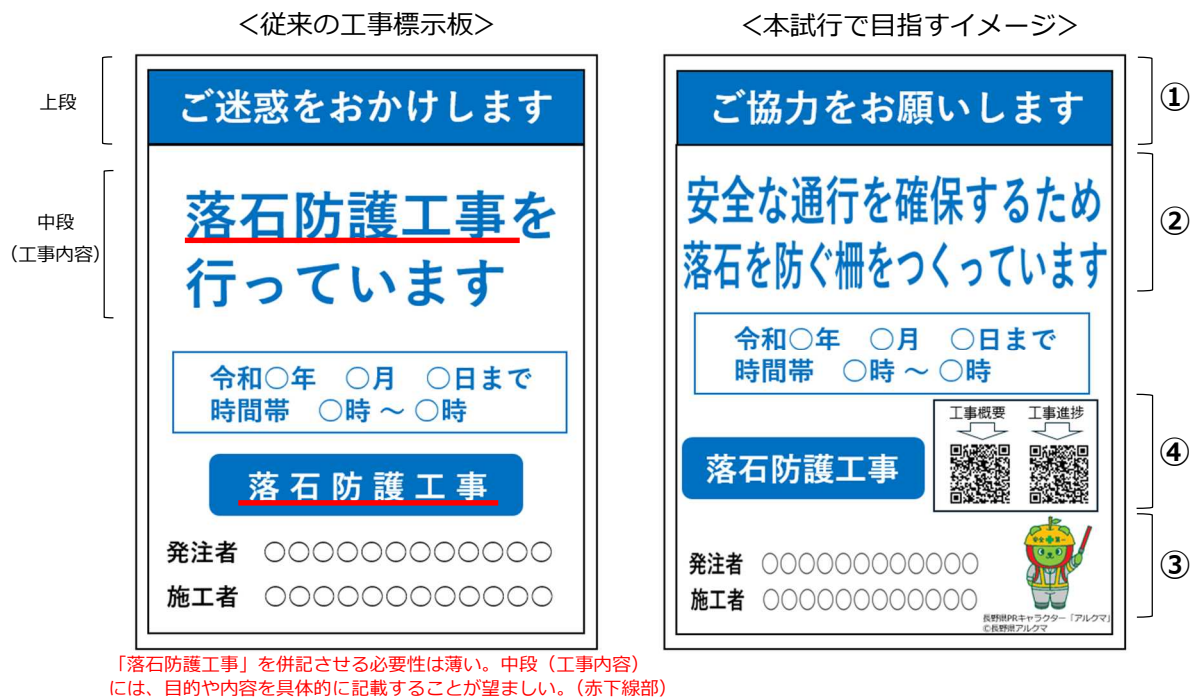 ＜従来の工事標示板＞
上段
ご迷惑をおかけします
中段
（工事内容）
落石防護工事を
行っています
令和○年　○月　○日まで
時間帯　○時 ～ ○時
落石防護工事
発注者　○○○○○○○○○○○○
施工者　○○○○○○○○○○○○
「落石防護工事」を併記させる必要性は薄い。中段（工事内容）
には、目的や内容を具体的に記載することが望ましい。（赤下線部）
＜本試行で目指すイメージ＞
ご協力をお願いします
①
安全な通行を確保するため
落石を防ぐ柵をつくっています
②
令和○年　○月　○日まで
時間帯　○時 ～ ○時
工事概要　工事進捗
落石防護工事
④
安全 第一
発注者　○○○○○○○○○○○○
施工者　○○○○○○○○○○○○
③
長野県PRキャラクター「アルクマ」
©長野県アルクマ